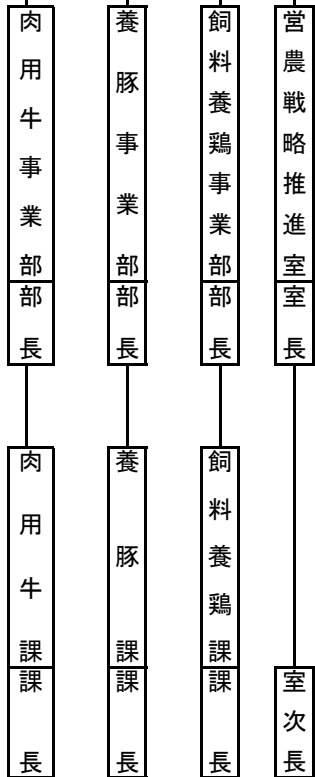 営農戦略推進室
室長
室次長
飼料養鶏事業部
部長
飼料養鶏課
課長
養豚事業部
部長
養豚課
課長
肉用牛事業部
部長
肉用牛課
課長